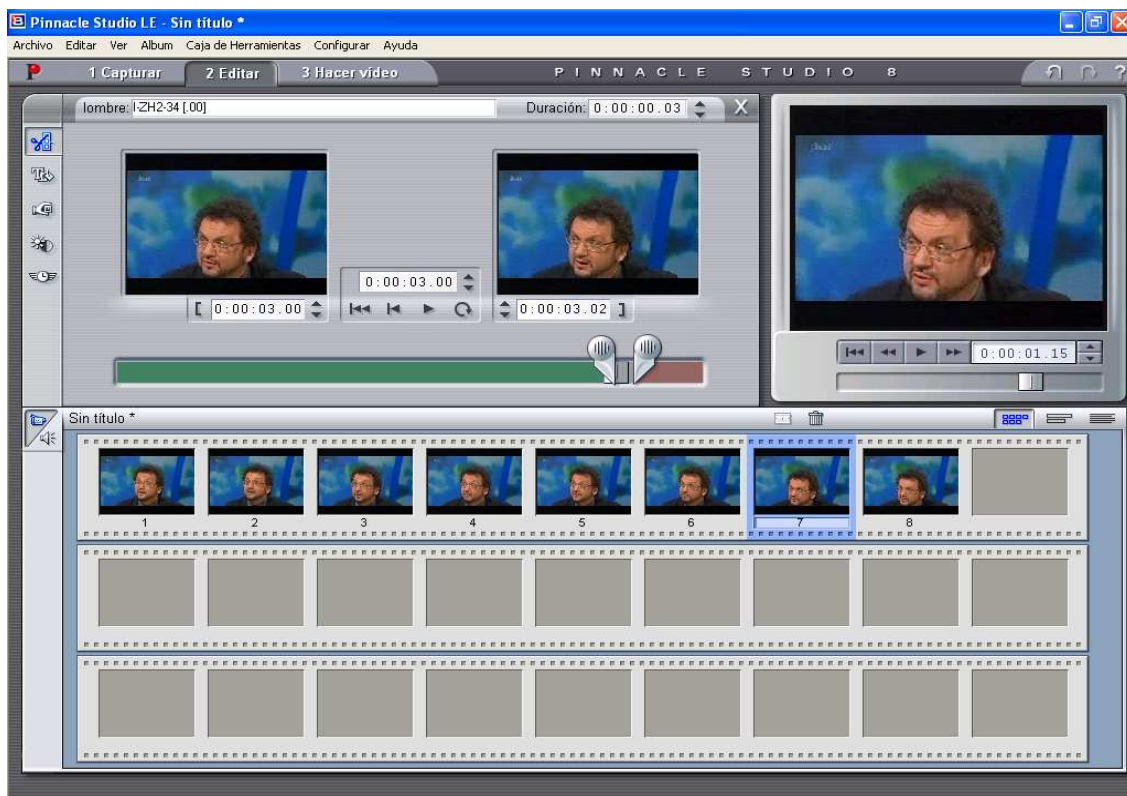 Pinnacle Studio LE - Sin título *
Archivo Editar Ver Album Caja de Herramientas Configurar Ayuda
1 Capturar 2 Editar 3 Hacer vídeo PINNACLE STUDIO 8 ?
lombre: I-ZH2-34 [.00] Duración: 0:00:00.03 X
0:00:03.00
[ 0:00:03.00 0:00:03.02 ]
0:00:01.15
Sin título *
1 2 3 4 5 6 7 8